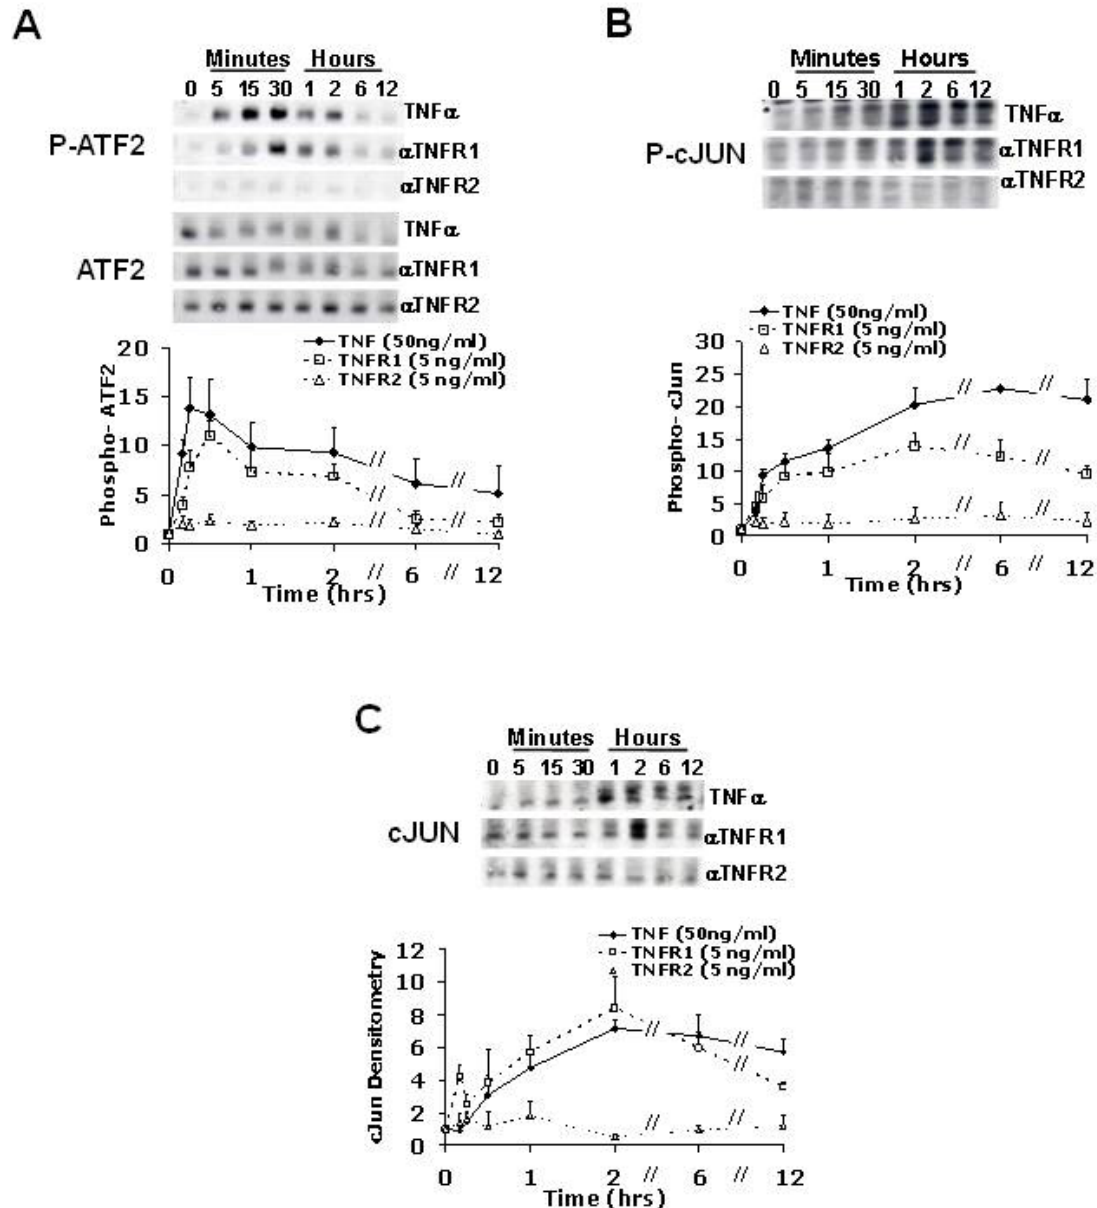 A
Minutes Hours
0 5 15 30 1 2 6 12
P-ATF2
TNFα
αTNFR1
αTNFR2
ATF2
TNFα
αTNFR1
αTNFR2
TNF (50ng/ml)
TNFR1 (5 ng/ml)
TNFR2 (5 ng/ml)
Phospho- ATF2
20
15
10
5
0
// //
// //
// //
0 1 2 // 6 // 12
Time (hrs)
B
Minutes Hours
0 5 15 30 1 2 6 12
P-cJUN
TNFα
αTNFR1
αTNFR2
TNF (50ng/ml)
TNFR1 (5 ng/ml)
TNFR2 (5 ng/ml)
Phospho- cJun
30
25
20
15
10
5
0
// //
// //
// //
0 1 2 // 6 // 12
Time (hrs)
C
Minutes Hours
0 5 15 30 1 2 6 12
cJUN
TNFα
αTNFR1
αTNFR2
TNF (50ng/ml)
TNFR1 (5 ng/ml)
TNFR2 (5 ng/ml)
cJun Densitometry
12
10
8
6
4
2
0
// //
//
// //
0 1 2 // 6 // 12
Time (hrs)